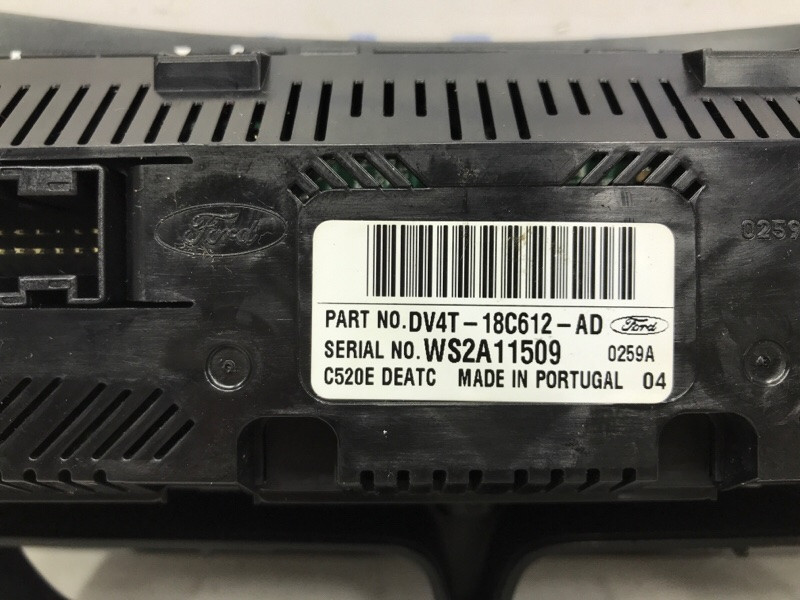 Ford
0259
PART NO. DV4T-18C612-AD Ford
SERIAL NO. WS2A11509 0259A
C520E DEATC MADE IN PORTUGAL 04